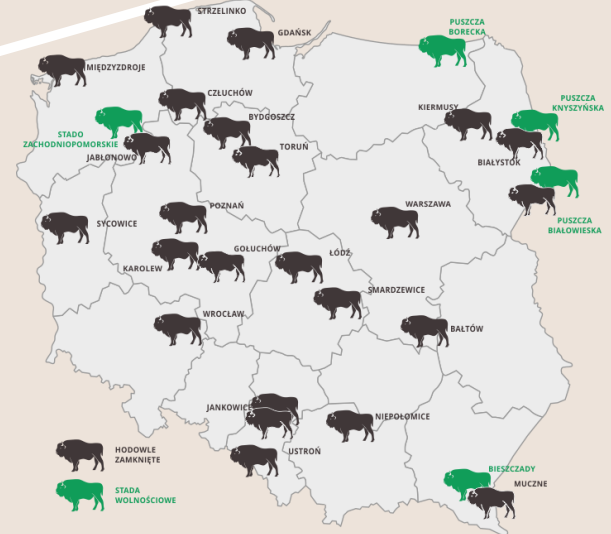 STRZELINKO
PUSZCZA
BORECKA
GDAŃSK
MIĘDZYZDROJE
CZŁUCHÓW
PUSZCZA
KNYSZYŃSKA
KIERMUSY
BYDGOSZCZ
STADO
ZACHODNIOPOMORSKIE
TORUŃ
JABŁONOWO
BIAŁYSTOK
WARSZAWA
POZNAŃ
SYCOWICE
PUSZCZA
BIAŁOWIESKA
GOŁUCHÓW
ŁÓDŹ
KAROLEW
SMARDZEWICE
WROCŁAW
BAŁTÓW
JANKOWICE
NIEPOŁOMICE
HODOWLE
ZAMKNIĘTE
USTROŃ
BIESZCZADY
MUCZNE
STADA
WOLNOŚCIOWE